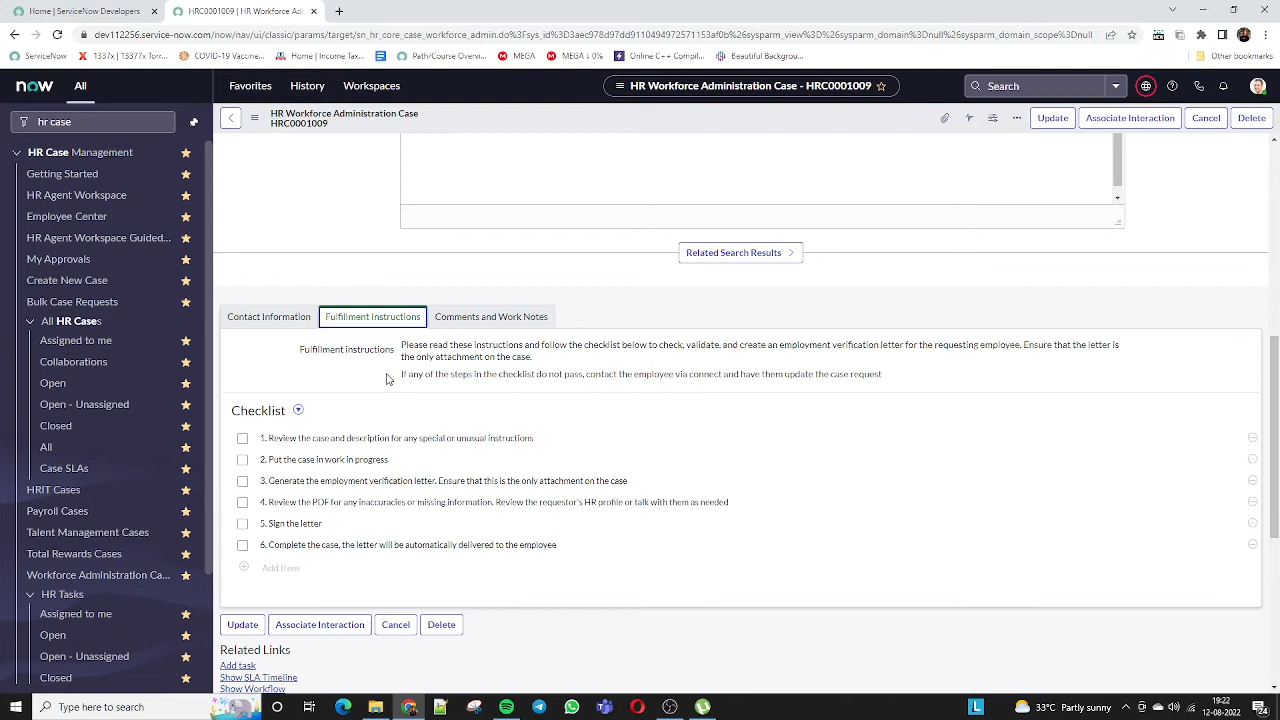 Home | ServiceNow Developers
HRC0001009 | HR Workforce Admi
dev112256.service-now.com/now/nav/ui/classic/params/target/sn_hr_core_case_workforce_admin.do%3Fsys_id%3D3aec978d97dd9110494972571153af0b%26sysparm_view%3D%26sysparm_domain%3Dnull%26sysparm_domain_scope%3Dnull
ServiceNow
1337x | 1337x | Torr...
COVID-19 Vaccinati...
Home | Income Tax...
Path/Course Overvi...
MEGA
MEGA ↓0%
Online C++ Compil...
Beautiful Backgrou...
Other bookmarks
now
All
Favorites
History
Workspaces
HR Workforce Admin Case - HRC0001009
Search
hr case
HR Workforce Administration Case
HRC0001009
Update
Associate Interaction
Cancel
Delete
HR Case Management
Getting Started
HR Agent Workspace
Employee Center
HR Agent Workspace Guided...
My Approvals
Create New Case
Bulk Case Requests
All HR Cases
Assigned to me
Collaborations
Open
Open - Unassigned
Closed
All
Case SLAs
HRIT Cases
Payroll Cases
Talent Management Cases
Total Rewards Cases
Workforce Administration Ca...
HR Tasks
Assigned to me
Open
Open - Unassigned
Closed
Related Search Results
Contact Information
Fulfillment Instructions
Comments and Work Notes
Fulfillment instructions
Please read these instructions and follow the checklist below to check, validate, and create an employment verification letter for the requesting employee. Ensure that the letter is
the only attachment on the case.
If any of the steps in the checklist do not pass, contact the employee via connect and have them update the case request
Checklist
1. Review the case and description for any special or unusual instructions
2. Put the case in work in progress
3. Generate the employment verification letter. Ensure that this is the only attachment on the case
4. Review the PDF for any inaccuracies or missing information. Review the requestor's HR profile or talk with them as needed
5. Sign the letter
6. Complete the case, the letter will be automatically delivered to the employee
Add Item
Update
Associate Interaction
Cancel
Delete
Related Links
Add task
Show SLA Timeline
Show Workflow
Type here to search
L
33°C Partly sunny
19:22
12-08-2022